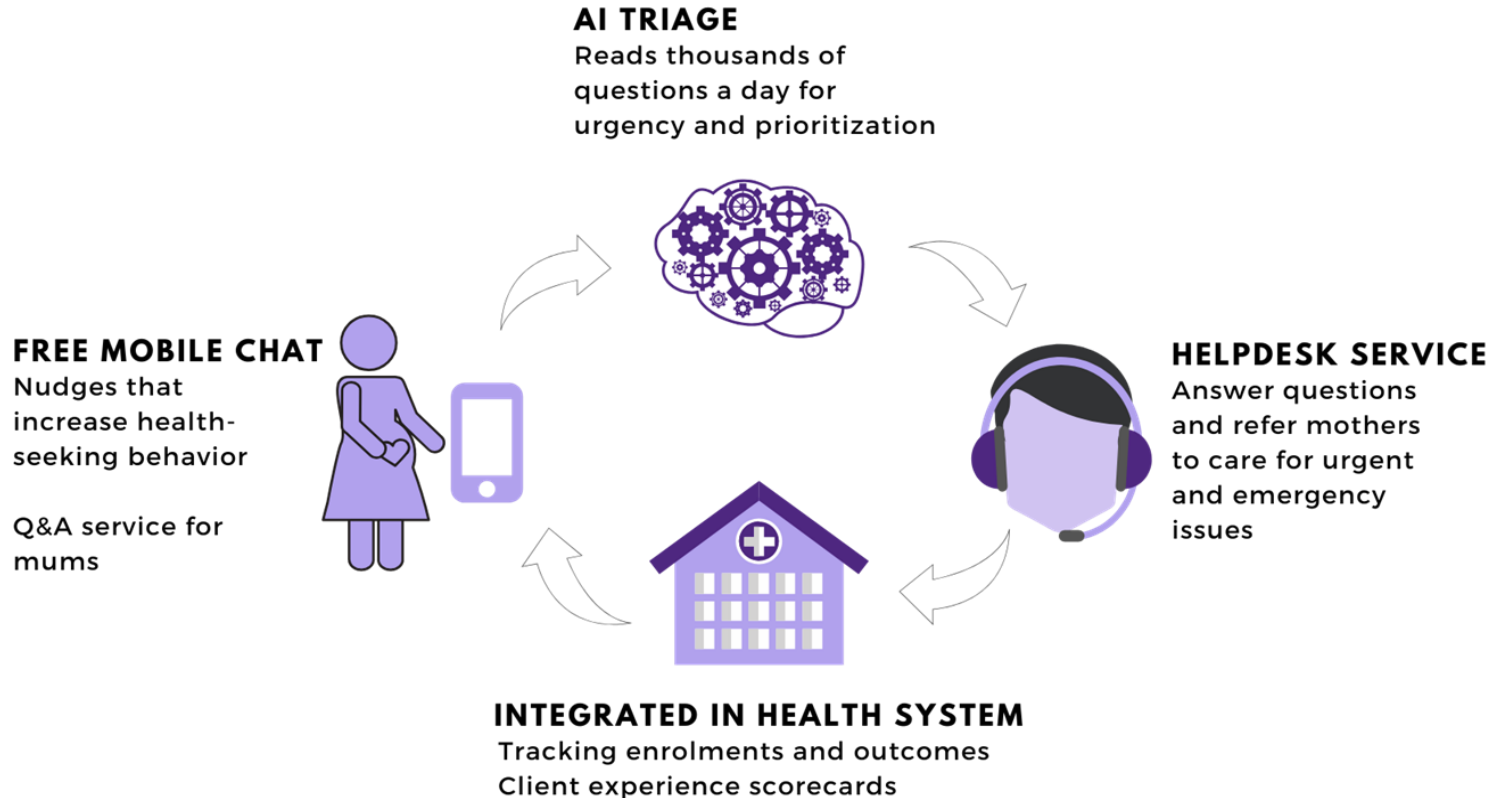 AI TRIAGE
Reads thousands of
questions a day for
urgency and prioritization
FREE MOBILE CHAT
Nudges that
increase health-
seeking behavior
Q&A service for
mums
HELPDESK SERVICE
Answer questions
and refer mothers
to care for urgent
and emergency
issues
INTEGRATED IN HEALTH SYSTEM
Tracking enrolments and outcomes
Client experience scorecards